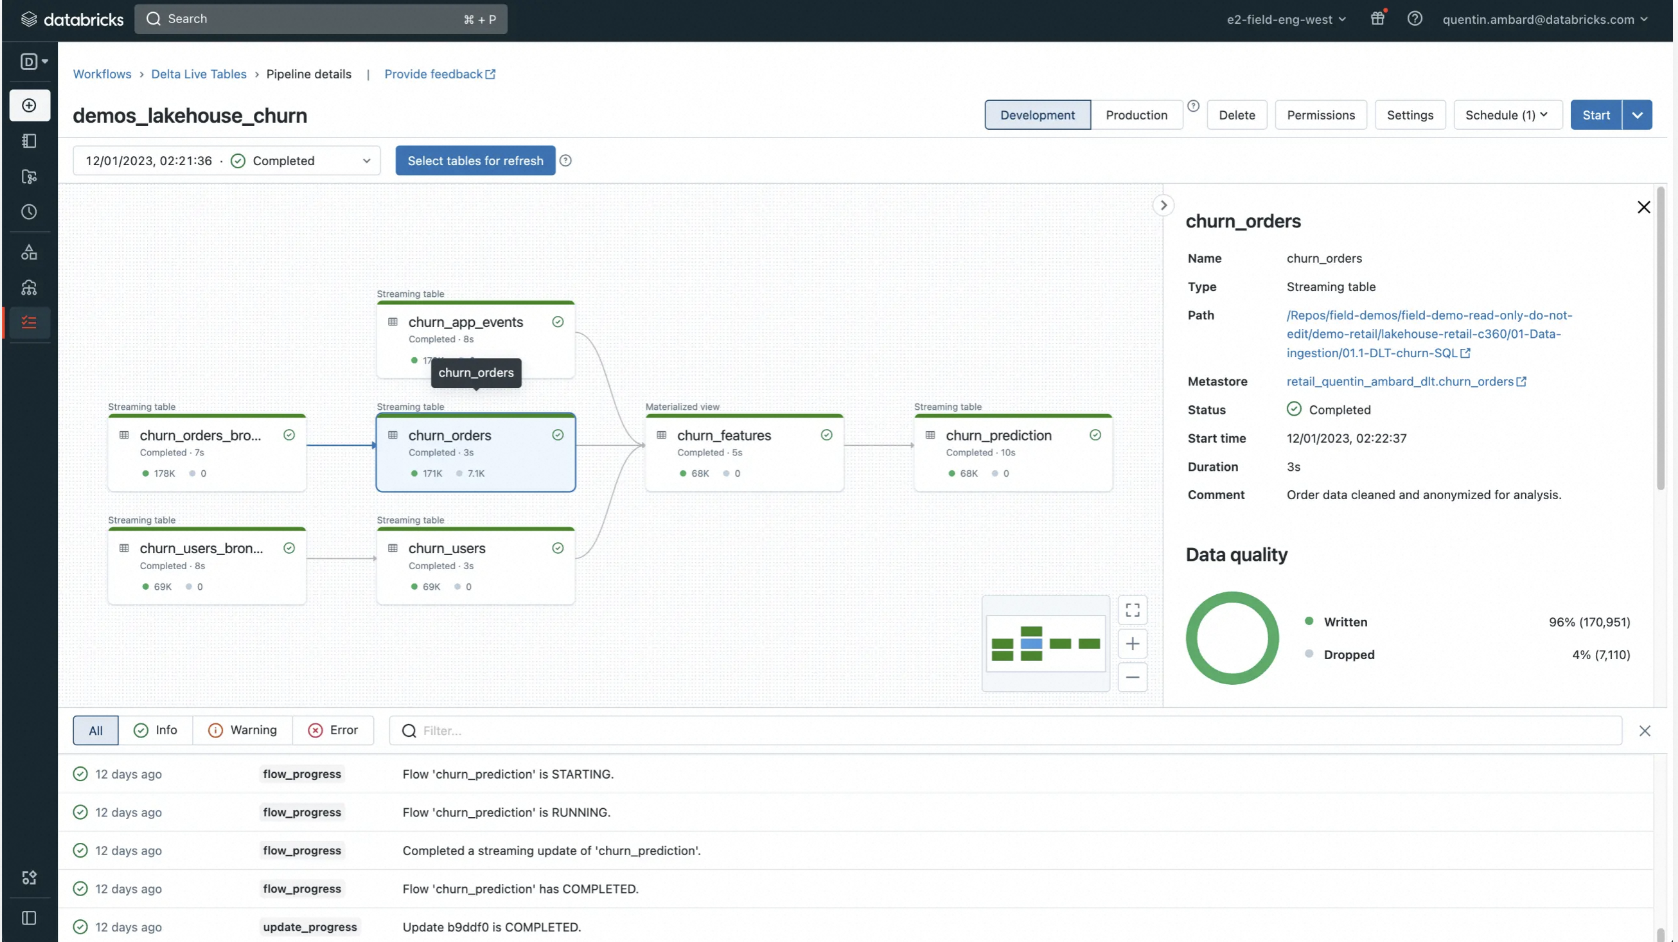 databricks
Search
⌘ + P
e2-field-eng-west
quentin.ambard@databricks.com
D
Workflows › Delta Live Tables › Pipeline details | Provide feedback
demos_lakehouse_churn
Development
Production
Delete
Permissions
Settings
Schedule (1)
Start
12/01/2023, 02:21:36 · Completed
Select tables for refresh
Streaming table
churn_app_events
Completed · 8s
churn_orders
Streaming table
churn_orders_bro...
Completed · 7s
178K 0
Streaming table
churn_orders
Completed · 3s
171K 7.1K
Materialized view
churn_features
Completed · 5s
68K 0
Streaming table
churn_prediction
Completed · 10s
68K 0
Streaming table
churn_users_bron...
Completed · 8s
69K 0
Streaming table
churn_users
Completed · 3s
69K 0
churn_orders
Name churn_orders
Type Streaming table
Path /Repos/field-demos/field-demo-read-only-do-not-
edit/demo-retail/lakehouse-retail-c360/01-Data-
ingestion/01.1-DLT-churn-SQL
Metastore retail_quentin_ambard_dlt.churn_orders
Status Completed
Start time 12/01/2023, 02:22:37
Duration 3s
Comment Order data cleaned and anonymized for analysis.
Data quality
Written 96% (170,951)
Dropped 4% (7,110)
All Info Warning Error Filter...
12 days ago flow_progress Flow 'churn_prediction' is STARTING.
12 days ago flow_progress Flow 'churn_prediction' is RUNNING.
12 days ago flow_progress Completed a streaming update of 'churn_prediction'.
12 days ago flow_progress Flow 'churn_prediction' has COMPLETED.
12 days ago update_progress Update b9ddf0 is COMPLETED.